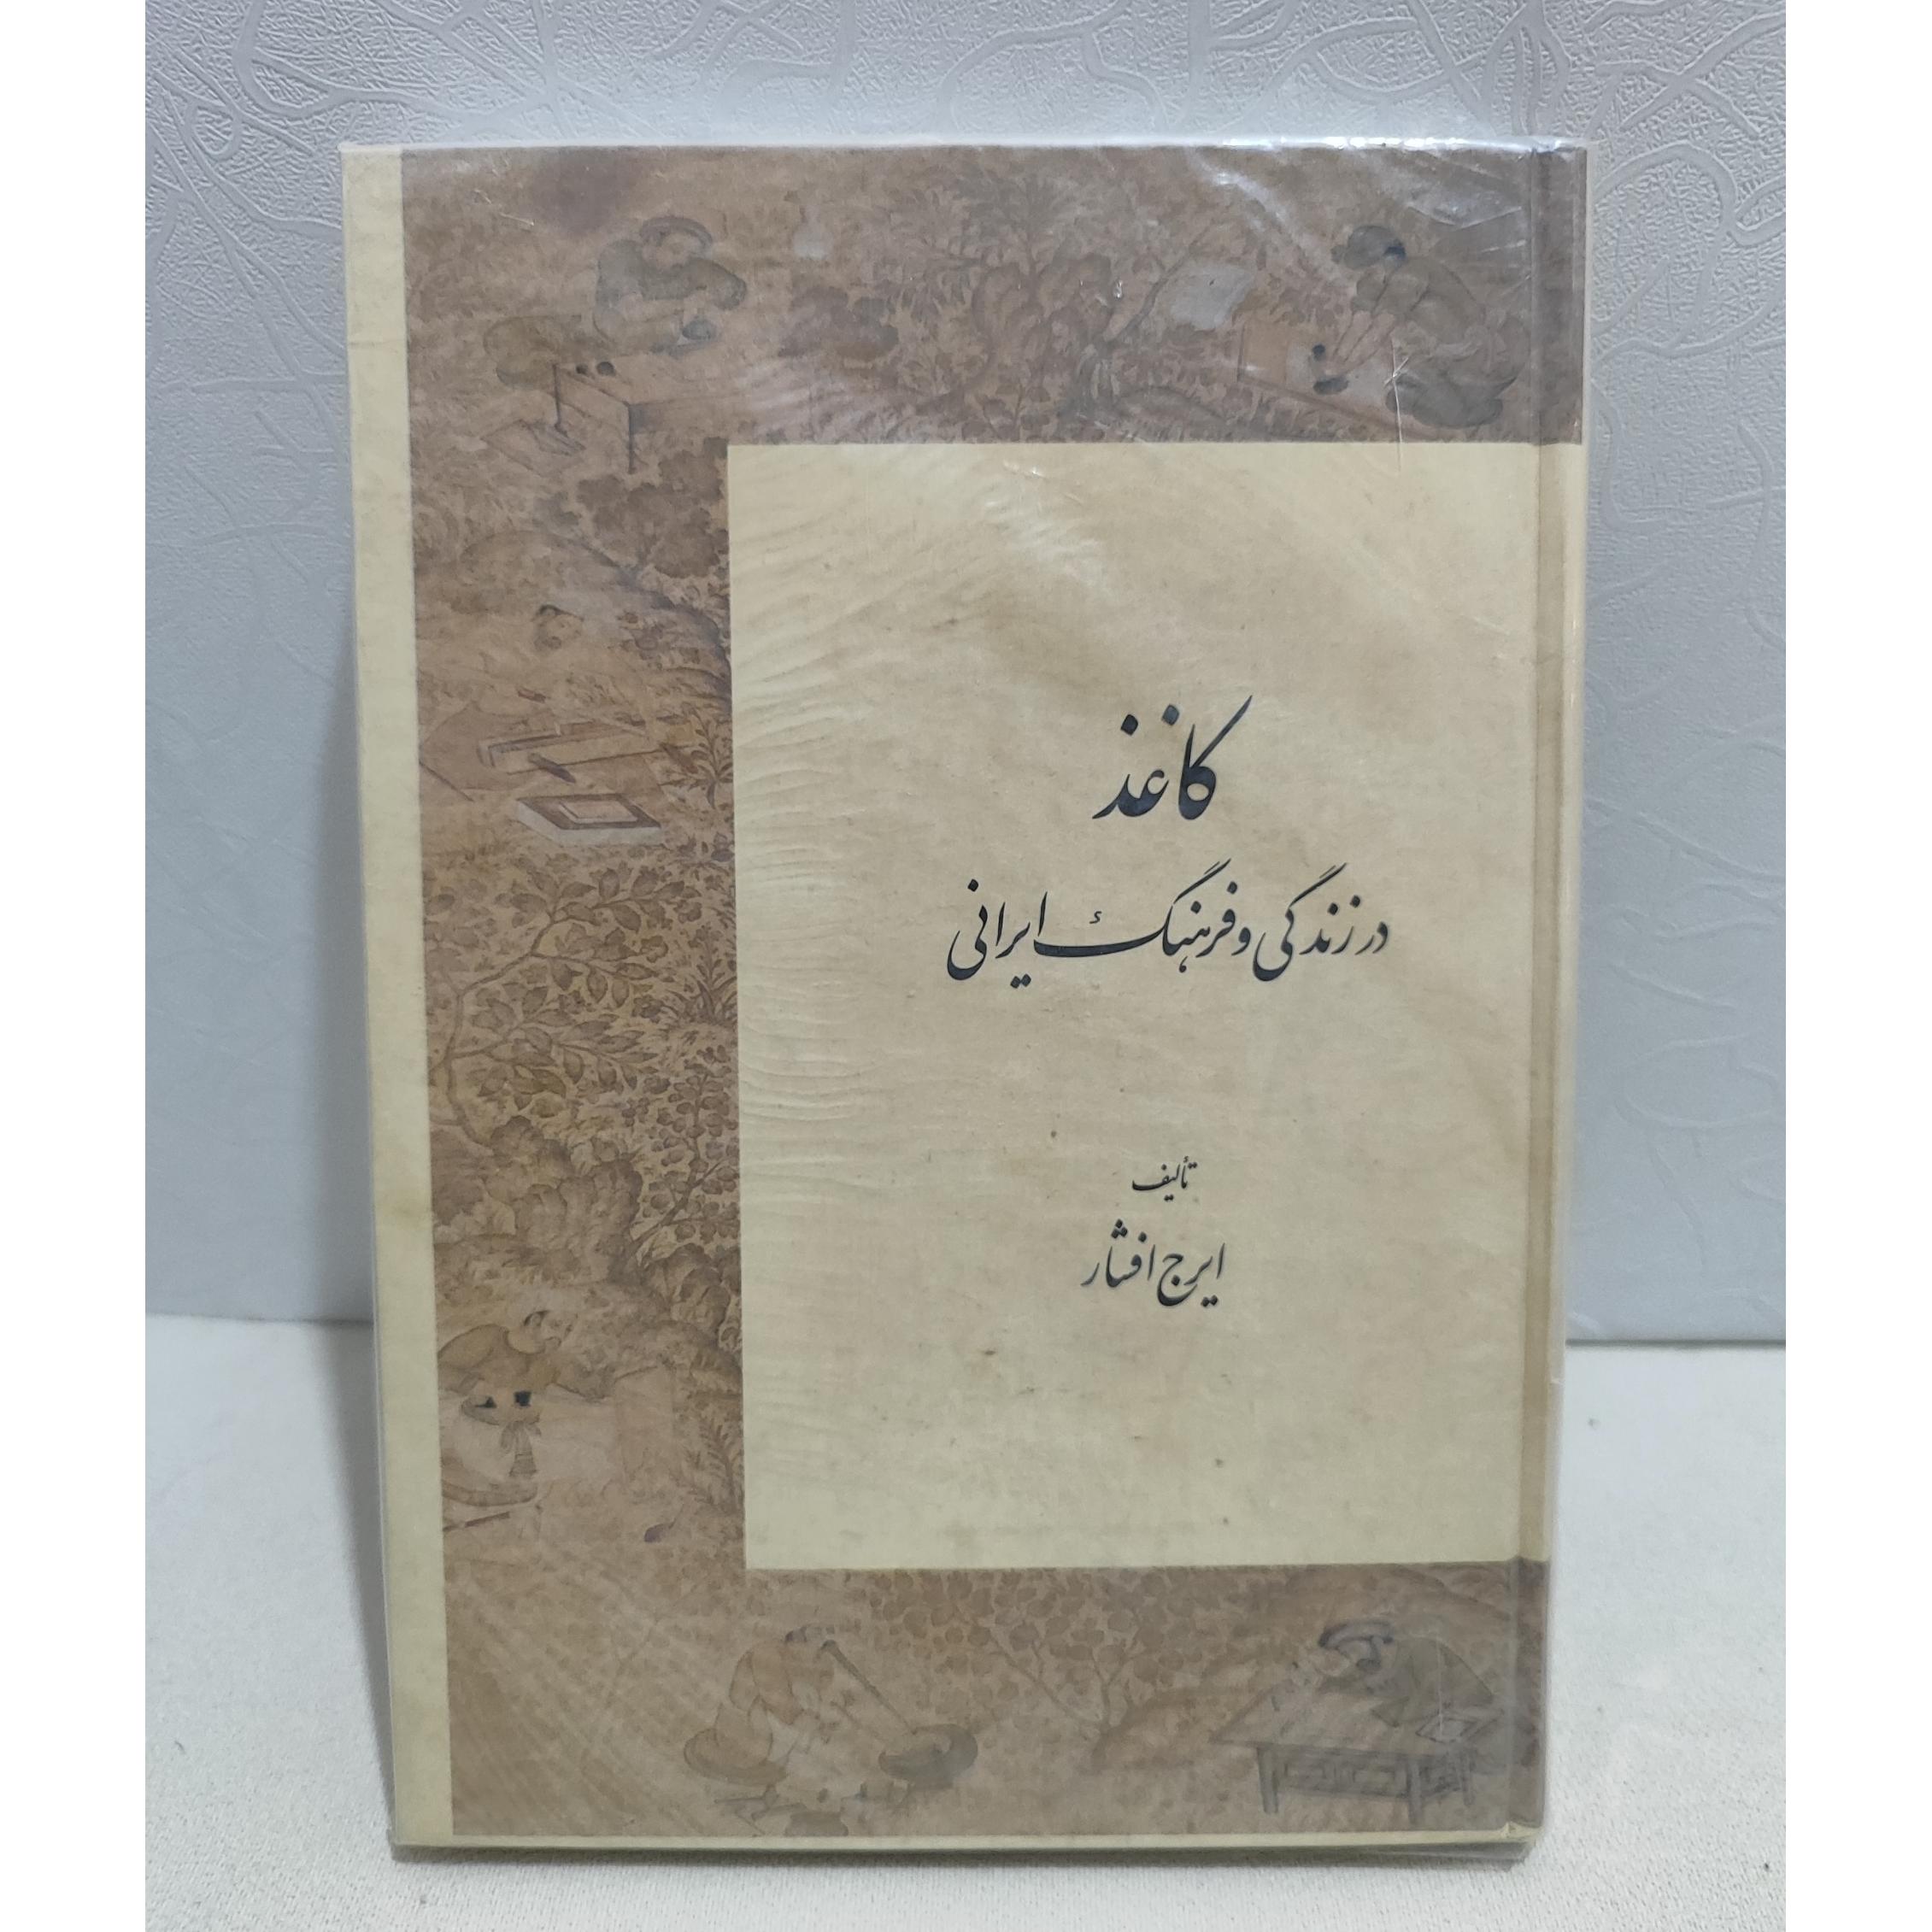 کاغذ
در زندگی و فرهنگ ایرانی
تألیف
ایرج افشار